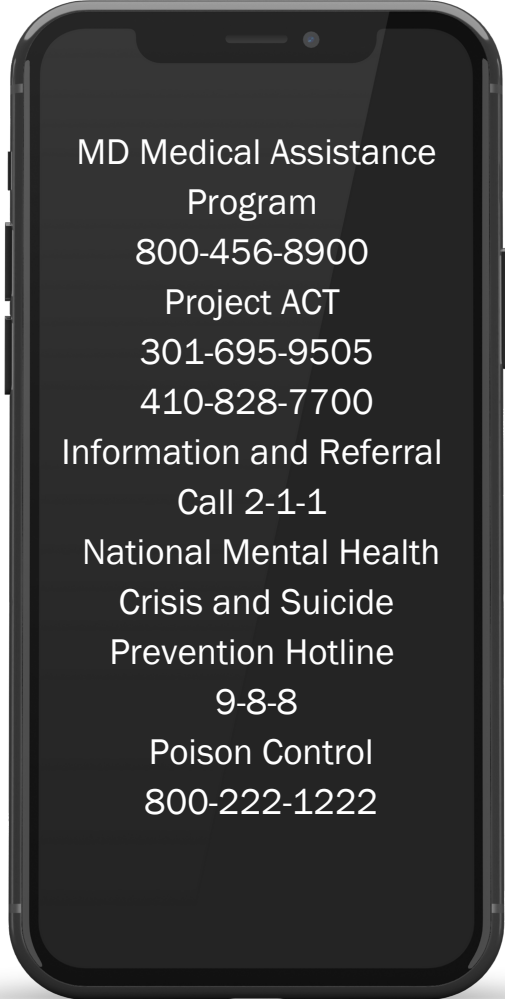 MD Medical Assistance
Program
800-456-8900
Project ACT
301-695-9505
410-828-7700
Information and Referral
Call 2-1-1
National Mental Health
Crisis and Suicide
Prevention Hotline
9-8-8
Poison Control
800-222-1222